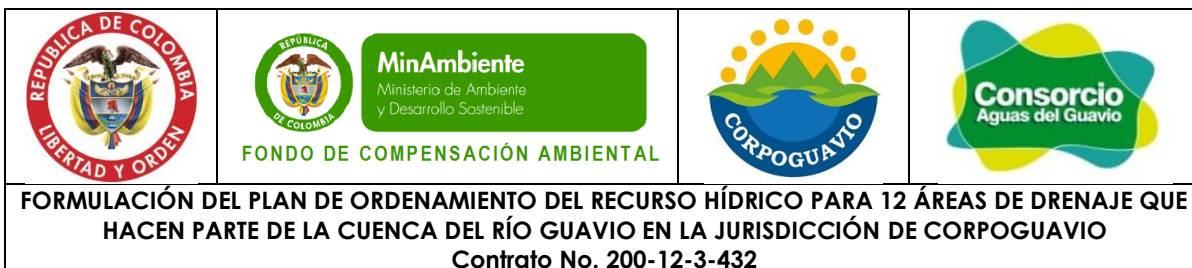 REPUBLICA DE COLOMBIA
LIBERTAD Y ORDEN
REPÚBLICA
DE COLOMBIA
MinAmbiente
Ministerio de Ambiente
y Desarrollo Sostenible
FONDO DE COMPENSACIÓN AMBIENTAL
CORPOGUAVIO
Consorcio
Aguas del Guavio
FORMULACIÓN DEL PLAN DE ORDENAMIENTO DEL RECURSO HÍDRICO PARA 12 ÁREAS DE DRENAJE QUE
HACEN PARTE DE LA CUENCA DEL RÍO GUAVIO EN LA JURISDICCIÓN DE CORPOGUAVIO
Contrato No. 200-12-3-432